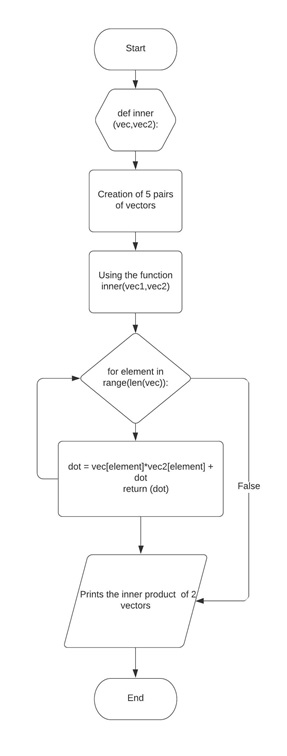 Start
def inner
(vec,vec2):
Creation of 5 pairs
of vectors
Using the function
inner(vec1,vec2)
for element in
range(len(vec)):
dot = vec[element]*vec2[element] +
dot
return (dot)
False
Prints the inner product of 2
vectors
End